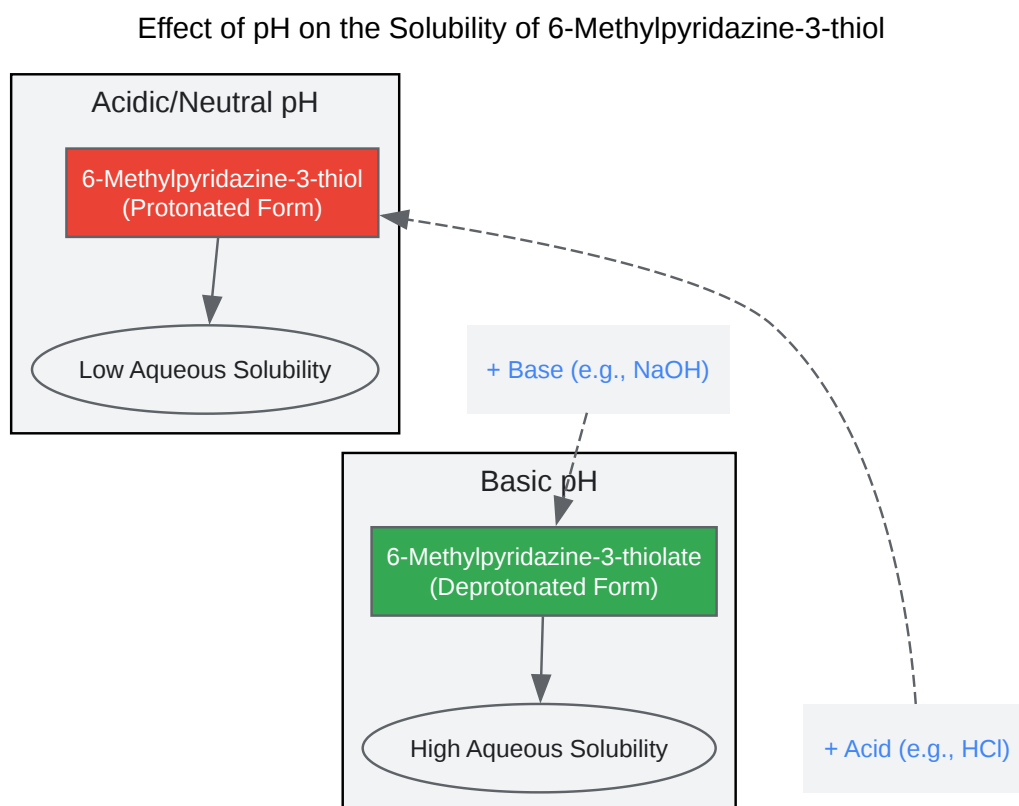 Effect of pH on the Solubility of 6-Methylpyridazine-3-thiol
Acidic/Neutral pH
6-Methylpyridazine-3-thiol
(Protonated Form)
Low Aqueous Solubility
+ Base (e.g., NaOH)
Basic pH
6-Methylpyridazine-3-thiolate
(Deprotonated Form)
High Aqueous Solubility
+ Acid (e.g., HCl)